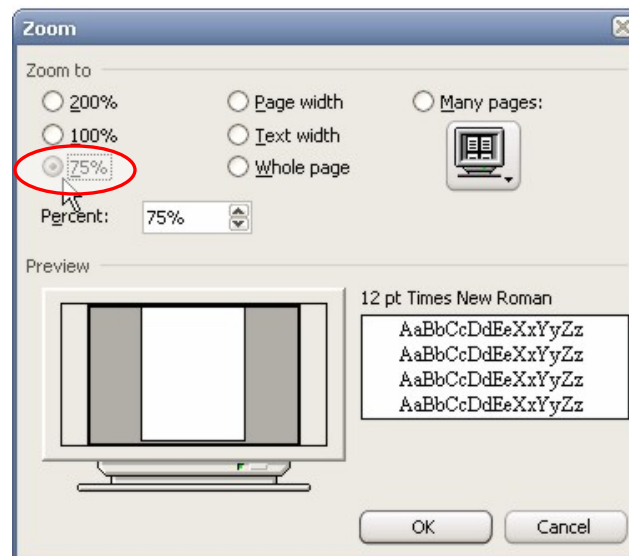 Zoom
Zoom to
200%
Page width
Many pages:
100%
Text width
75%
Whole page
Percent:
75%
Preview
12 pt Times New Roman
AaBbCcDdEeXxYyZz
AaBbCcDdEeXxYyZz
AaBbCcDdEeXxYyZz
AaBbCcDdEeXxYyZz
OK
Cancel